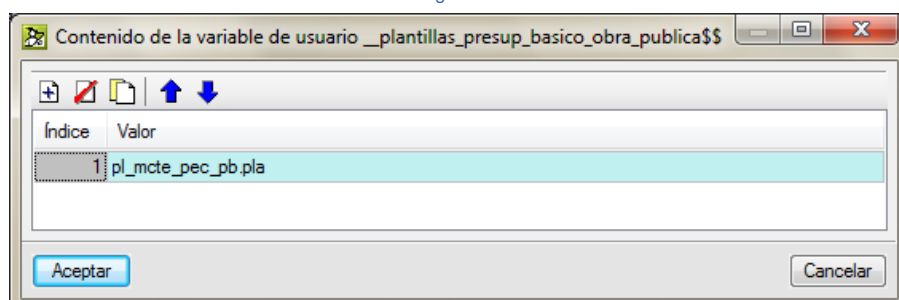 Contenido de la variable de usuario __plantillas_presup_basico_obra_publica$$
Índice Valor
1 pl_mcte_pec_pb.pla
Aceptar Cancelar